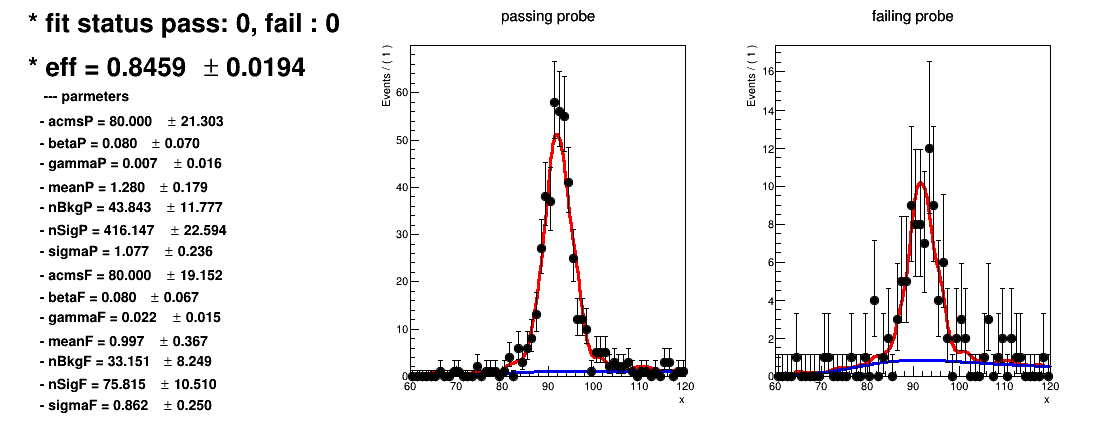 * fit status pass: 0, fail : 0
* eff = 0.8459 ± 0.0194
--- parmeters
- acmsP = 80.000 ± 21.303
- betaP = 0.080 ± 0.070
- gammaP = 0.007 ± 0.016
- meanP = 1.280 ± 0.179
- nBkgP = 43.843 ± 11.777
- nSigP = 416.147 ± 22.594
- sigmaP = 1.077 ± 0.236
- acmsF = 80.000 ± 19.152
- betaF = 0.080 ± 0.067
- gammaF = 0.022 ± 0.015
- meanF = 0.997 ± 0.367
- nBkgF = 33.151 ± 8.249
- nSigF = 75.815 ± 10.510
- sigmaF = 0.862 ± 0.250
passing probe
Events / ( 1 )
60
50
40
30
20
10
0
60 70 80 90 100 110 120
x
failing probe
Events / ( 1 )
16
14
12
10
8
6
4
2
0
60 70 80 90 100 110 120
x